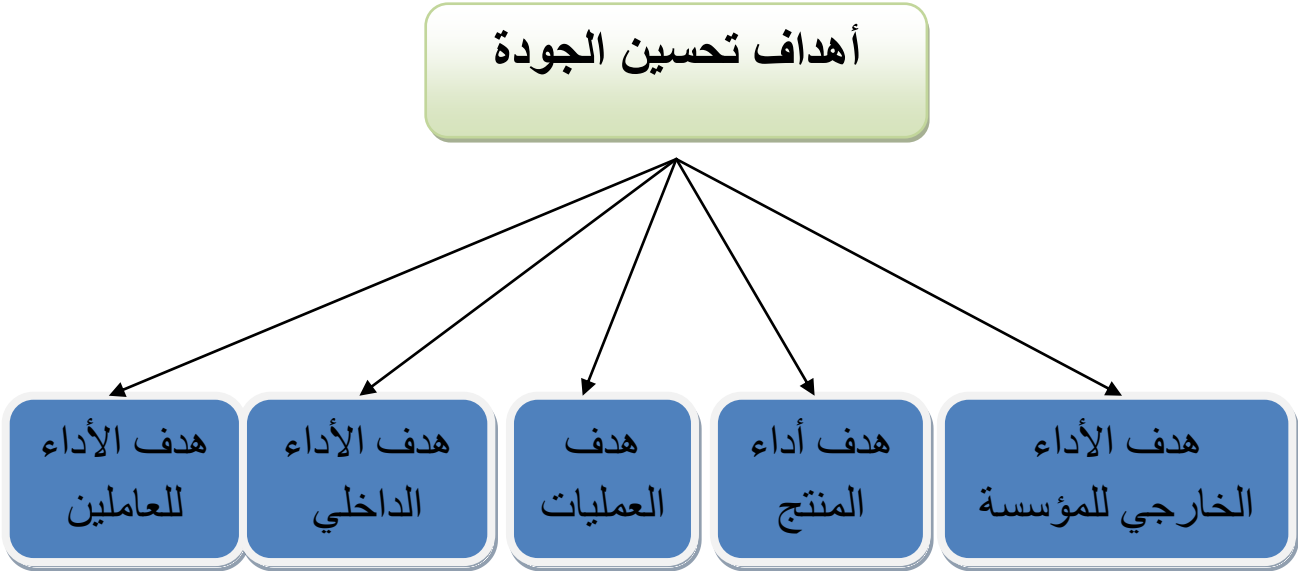 أهداف تحسين الجودة
هدف الأداء
الخارجي للمؤسسة
هدف أداء
المنتج
هدف
العمليات
هدف الأداء
الداخلي
هدف الأداء
للعاملين